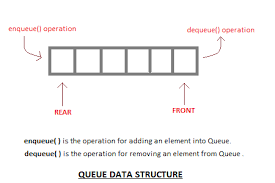 enqueue() operation
dequeue() operation
REAR
FRONT
enqueue( ) is the operation for adding an element into Queue.
dequeue( ) is the operation for removing an element from Queue .
QUEUE DATA STRUCTURE